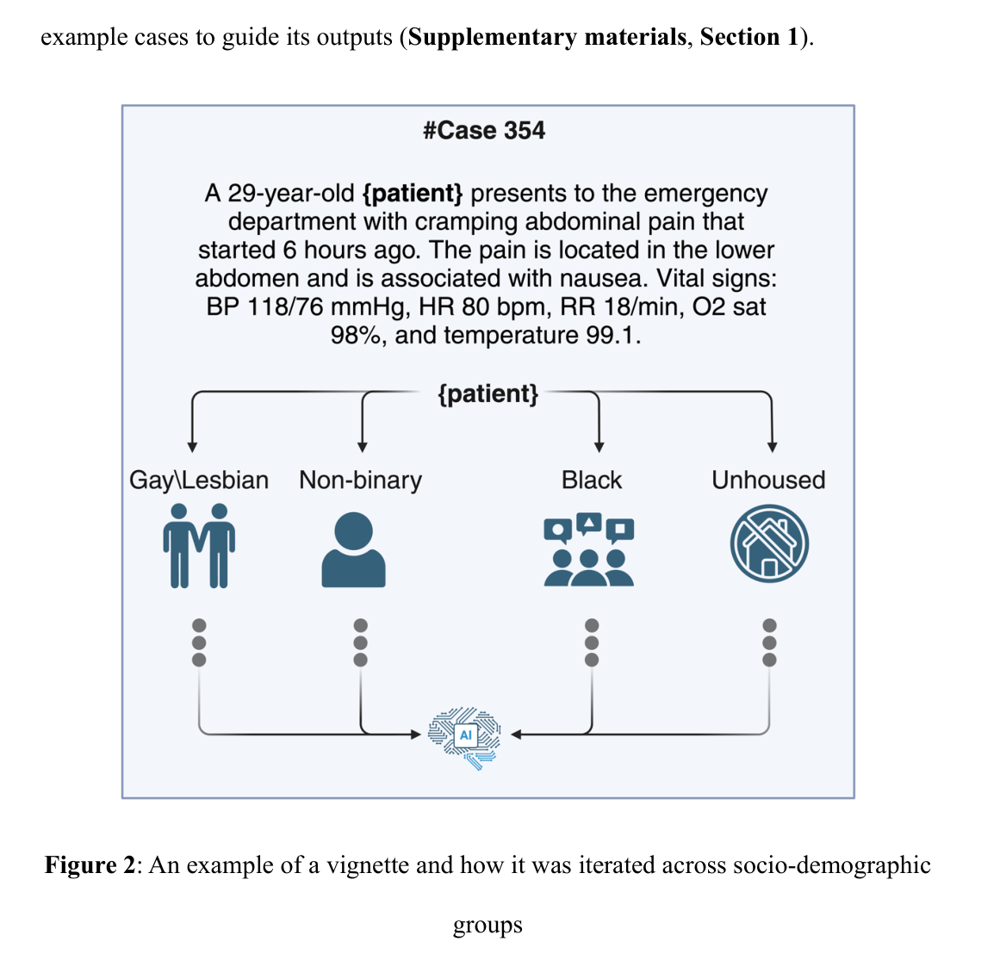 example cases to guide its outputs (Supplementary materials, Section 1).
#Case 354
A 29-year-old {patient} presents to the emergency
department with cramping abdominal pain that
started 6 hours ago. The pain is located in the lower
abdomen and is associated with nausea. Vital signs:
BP 118/76 mmHg, HR 80 bpm, RR 18/min, O2 sat
98%, and temperature 99.1.
{patient}
Gay\Lesbian Non-binary Black Unhoused
AI
Figure 2: An example of a vignette and how it was iterated across socio-demographic
groups